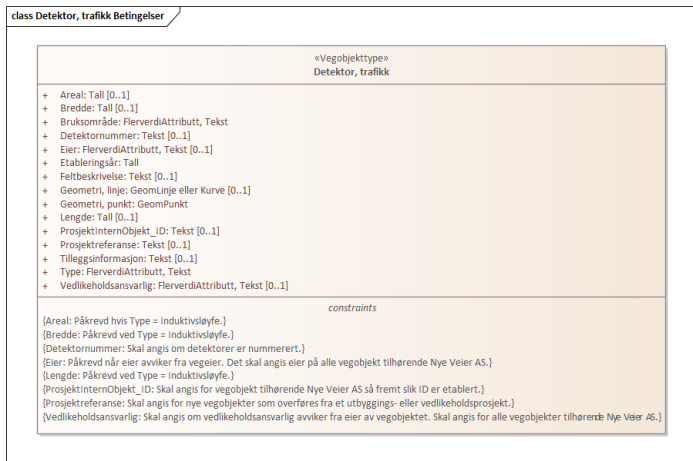 class Detektor, trafikk Betingelser
«Vegobjekttype»
Detektor, trafikk
+ Areal: Tall [0..1]
+ Bredde: Tall [0..1]
+ Bruksområde: FlerverdiAttributt, Tekst
+ Detektornummer: Tekst [0..1]
+ Eier: FlerverdiAttributt, Tekst [0..1]
+ Etableringsår: Tall
+ Feltbeskrivelse: Tekst [0..1]
+ Geometri, linje: GeomLinje eller Kurve [0..1]
+ Geometri, punkt: GeomPunkt
+ Lengde: Tall [0..1]
+ ProsjektInternObjekt_ID: Tekst [0..1]
+ Prosjektreferanse: Tekst [0..1]
+ Tilleggsinformasjon: Tekst [0..1]
+ Type: FlerverdiAttributt, Tekst
+ Vedlikeholdsansvarlig: FlerverdiAttributt, Tekst [0..1]
constraints
{Areal: Påkrevd hvis Type = Induktivsløyfe.}
{Bredde: Påkrevd ved Type = Induktivsløyfe.}
{Detektornummer: Skal angis om detektorer er nummerert.}
{Eier: Påkrevd når eier avviker fra vegeier. Det skal angis eier på alle vegobjekt tilhørende Nye Veier AS.}
{Lengde: Påkrevd ved Type = Induktivsløyfe.}
{ProsjektInternObjekt_ID: Skal angis for vegobjekt tilhørende Nye Veier AS så fremt slik ID er etablert.}
{Prosjektreferanse: Skal angis for nye vegobjekter som overføres fra et utbyggings- eller vedlikeholdsprosjekt.}
{Vedlikeholdsansvarlig: Skal angis om vedlikeholdsansvarlig avviker fra eier av vegobjektet. Skal angis for alle vegobjekter tilhørende Nye Veier AS.}